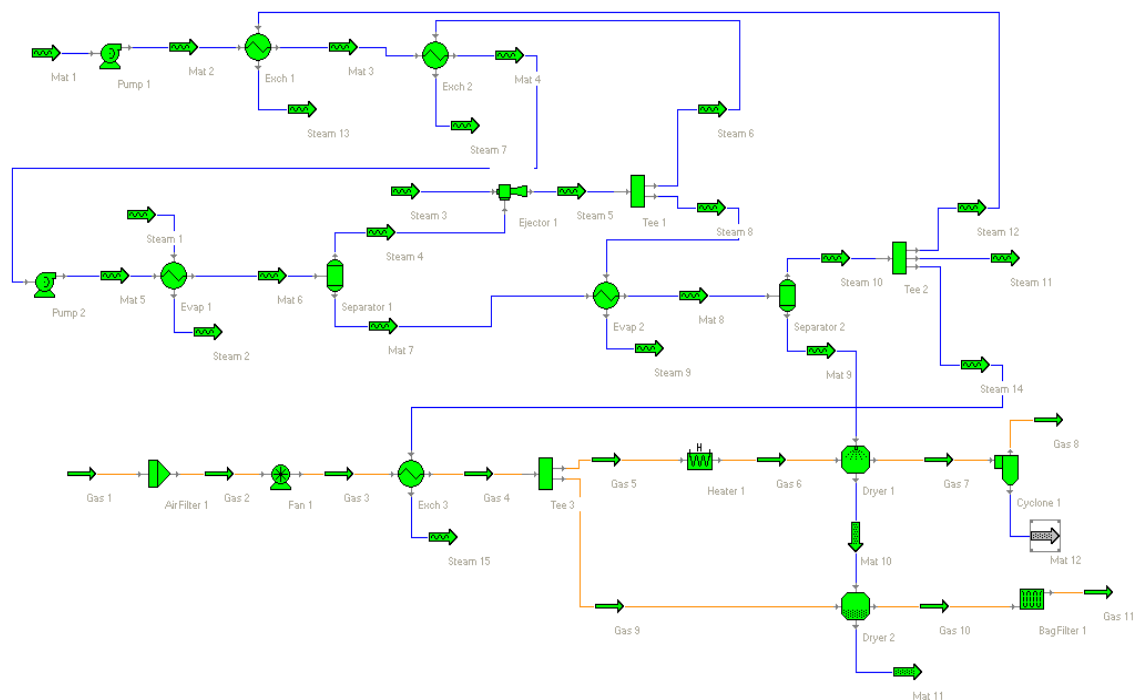 Mat 1
Pump 1
Mat 2
Exch 1
Mat 3
Exch 2
Mat 4
Steam 13
Steam 7
Steam 6
Steam 3
Ejector 1
Steam 5
Tee 1
Steam 8
Steam 12
Steam 1
Steam 4
Steam 10
Tee 2
Steam 11
Pump 2
Mat 5
Evap 1
Mat 6
Separator 1
Steam 2
Mat 7
Evap 2
Mat 8
Separator 2
Steam 9
Mat 9
Steam 14
Gas 1
AirFilter 1
Gas 2
Fan 1
Gas 3
Exch 3
Gas 4
Tee 3
Gas 5
H
Heater 1
Gas 6
Dryer 1
Gas 7
Cyclone 1
Gas 8
Steam 15
Mat 10
Mat 12
Gas 9
Dryer 2
Gas 10
BagFilter 1
Gas 11
Mat 11